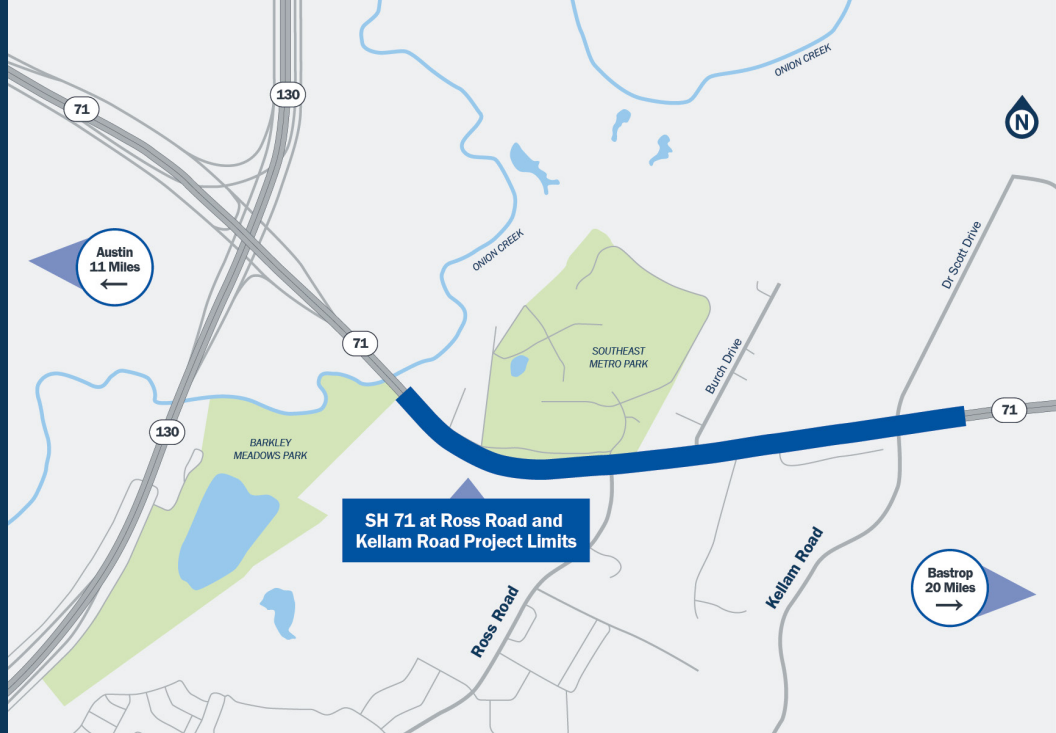 ONION CREEK
130
71
N
Austin
11 Miles
←
ONION CREEK
Dr Scott Drive
71
SOUTHEAST
METRO PARK
Burch Drive
71
130
BARKLEY
MEADOWS PARK
SH 71 at Ross Road and
Kellam Road Project Limits
Kellam Road
Bastrop
20 Miles
→
Ross Road